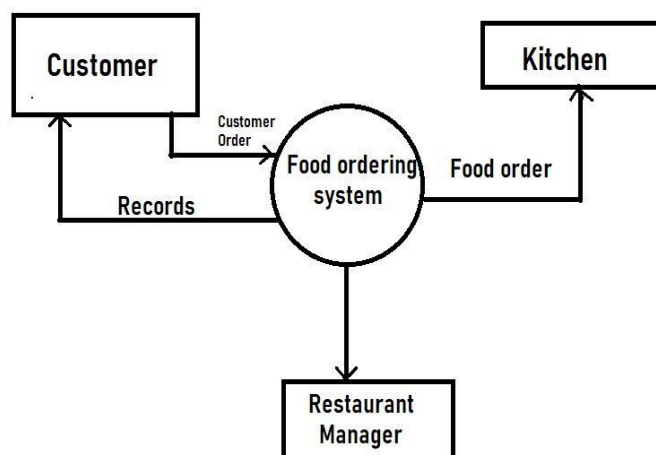 Customer
Kitchen
Customer
Order
Food ordering
system
Food order
Records
Restaurant
Manager